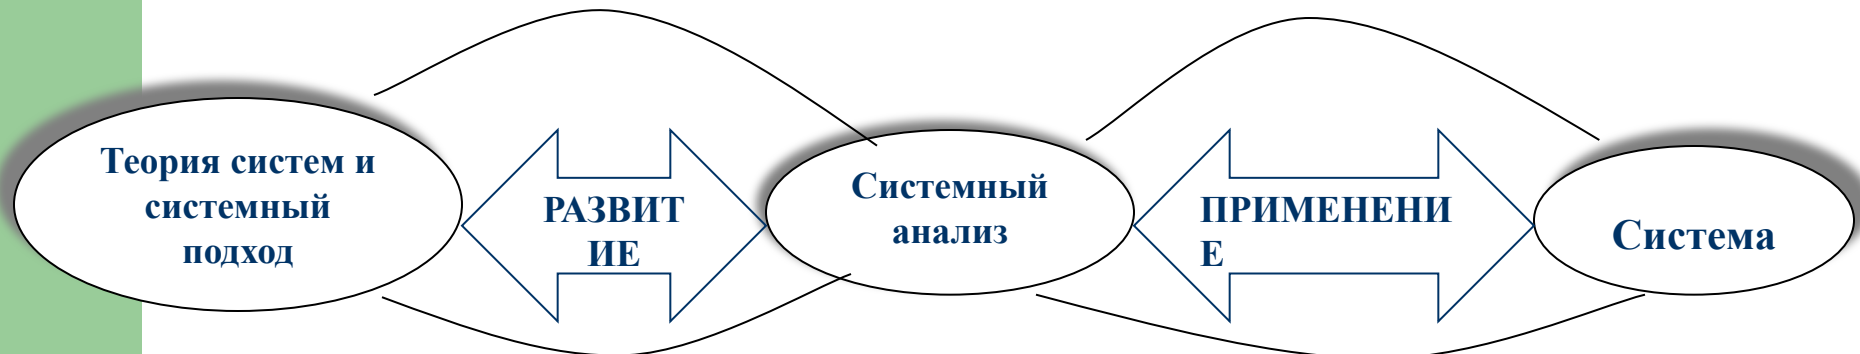 Теория систем и
системный
подход
РАЗВИТ
ИЕ
Системный
анализ
ПРИМЕНЕНИ
Е
Система